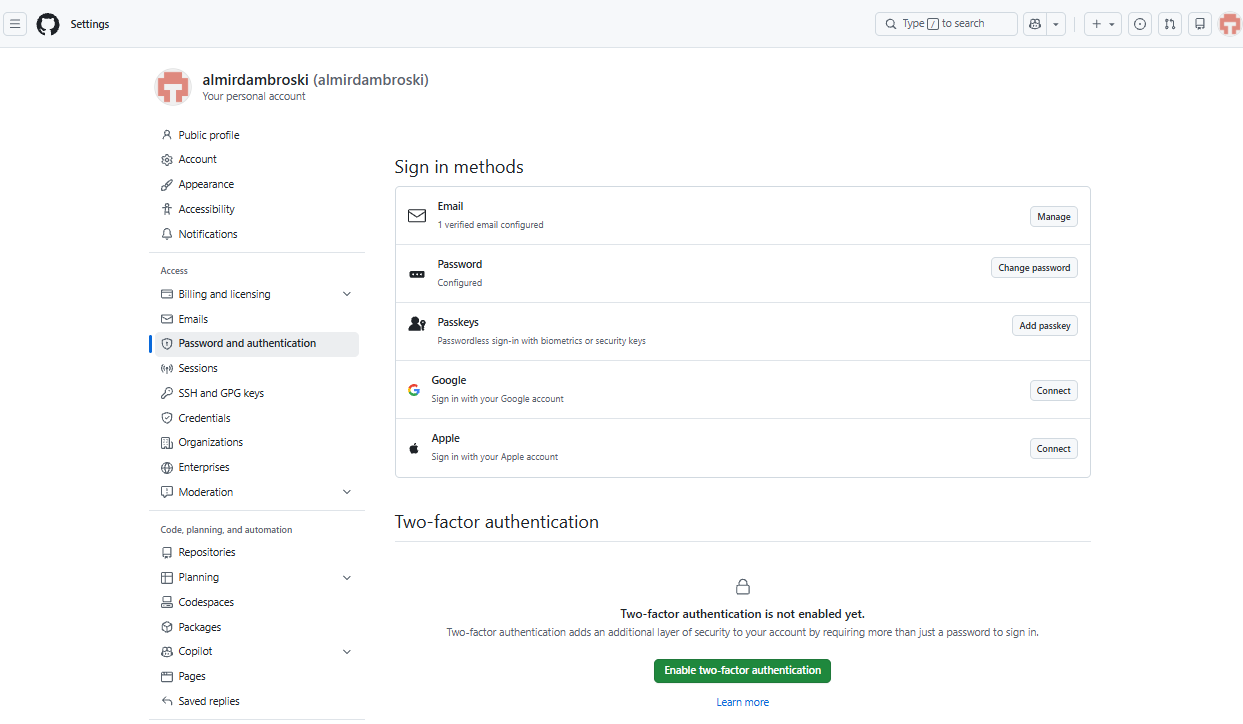 Settings
Type / to search
almirdambroski (almirdambroski)
Your personal account
Public profile
Account
Appearance
Accessibility
Notifications
Access
Billing and licensing
Emails
Password and authentication
Sessions
SSH and GPG keys
Credentials
Organizations
Enterprises
Moderation
Code, planning, and automation
Repositories
Planning
Codespaces
Packages
Copilot
Pages
Saved replies
Sign in methods
Email
1 verified email configured
Manage
Password
Configured
Change password
Passkeys
Passwordless sign-in with biometrics or security keys
Add passkey
Google
Sign in with your Google account
Connect
Apple
Sign in with your Apple account
Connect
Two-factor authentication
Two-factor authentication is not enabled yet.
Two-factor authentication adds an additional layer of security to your account by requiring more than just a password to sign in.
Enable two-factor authentication
Learn more